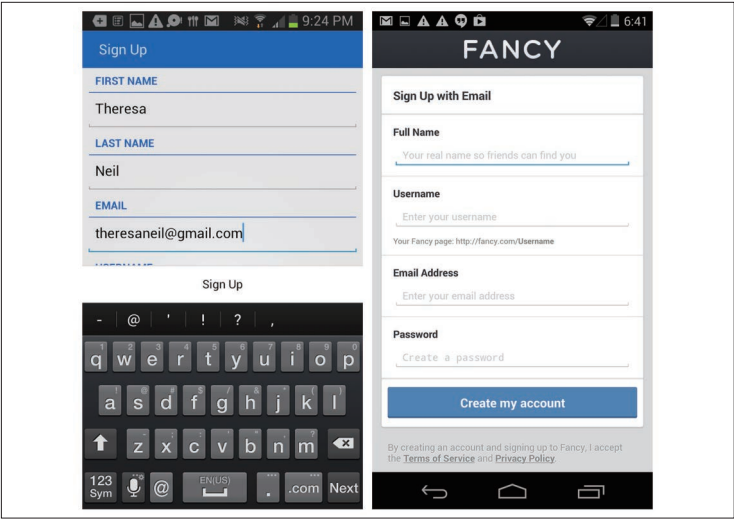 9:24 PM
Sign Up
FIRST NAME
Theresa
LAST NAME
Neil
EMAIL
theresaneil@gmail.com
Sign Up
- @ ' ! ? ,
q w e r t y u i o p
a s d f g h j k l
z x c v b n m
123
Sym
@
EN(US)
.
.com
Next
6:41
FANCY
Sign Up with Email
Full Name
Your real name so friends can find you
Username
Enter your username
Your Fancy page: http://fancy.com/Username
Email Address
Enter your email address
Password
Create a password
Create my account
By creating an account and signing up to Fancy, I accept
the Terms of Service and Privacy Policy.